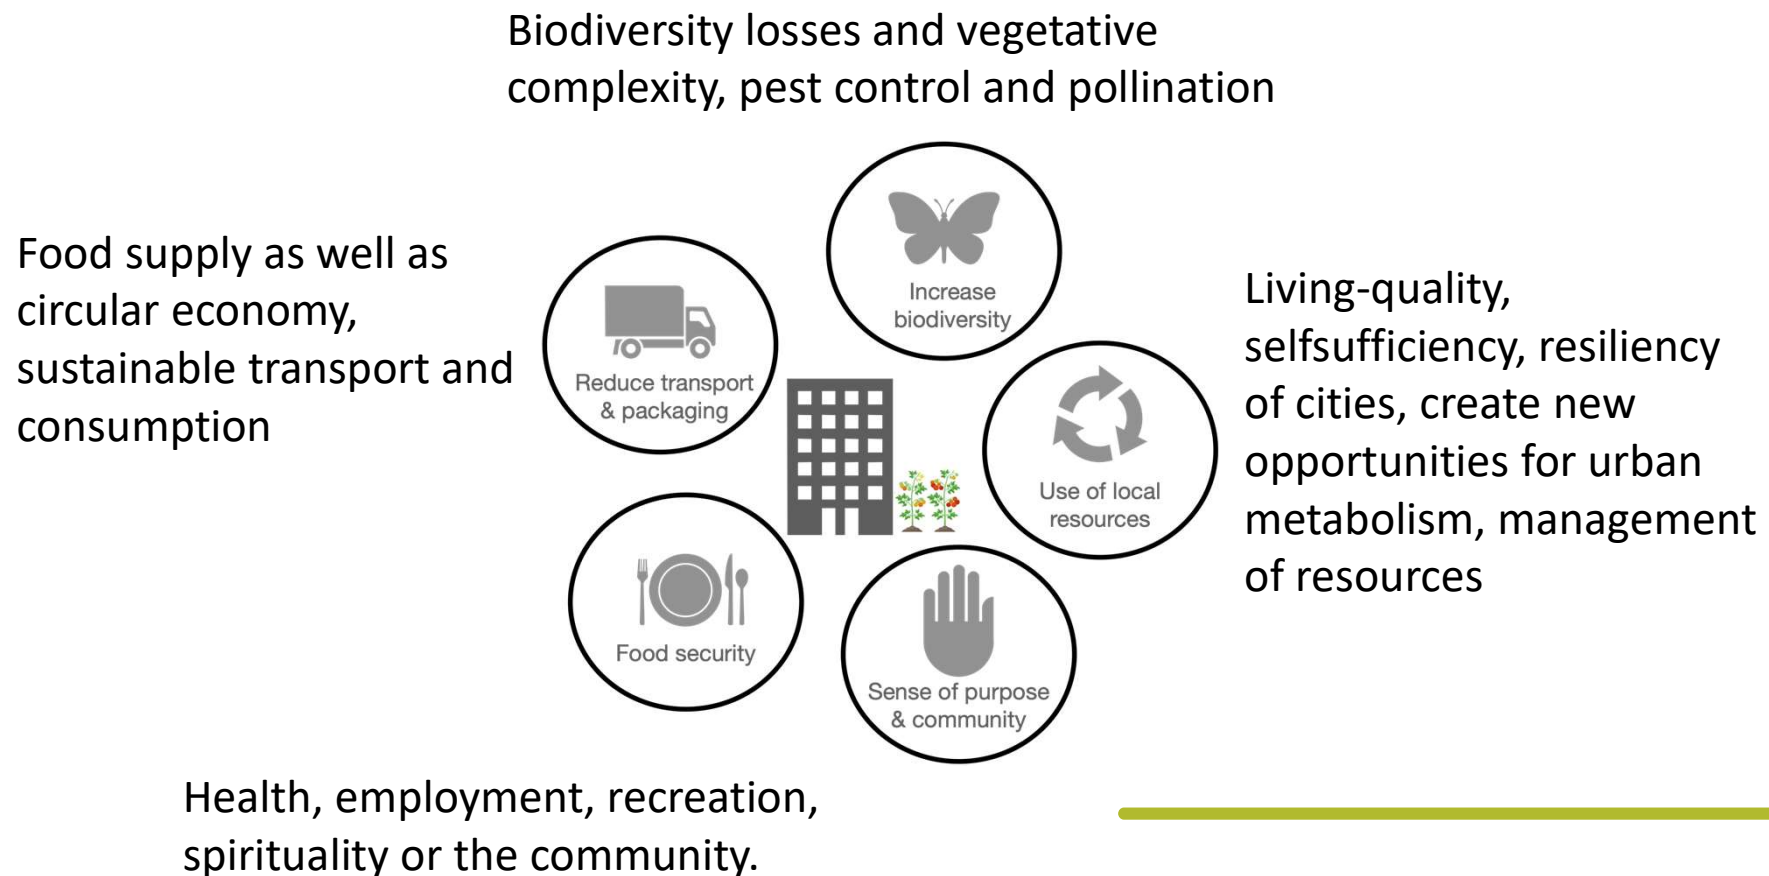 Biodiversity losses and vegetative
complexity, pest control and pollination
Food supply as well as
circular economy,
sustainable transport and
consumption
Reduce transport
& packaging
Increase
biodiversity
Use of local
resources
Food security
Sense of purpose
& community
Living-quality,
selfsufficiency, resiliency
of cities, create new
opportunities for urban
metabolism, management
of resources
Health, employment, recreation,
spirituality or the community.